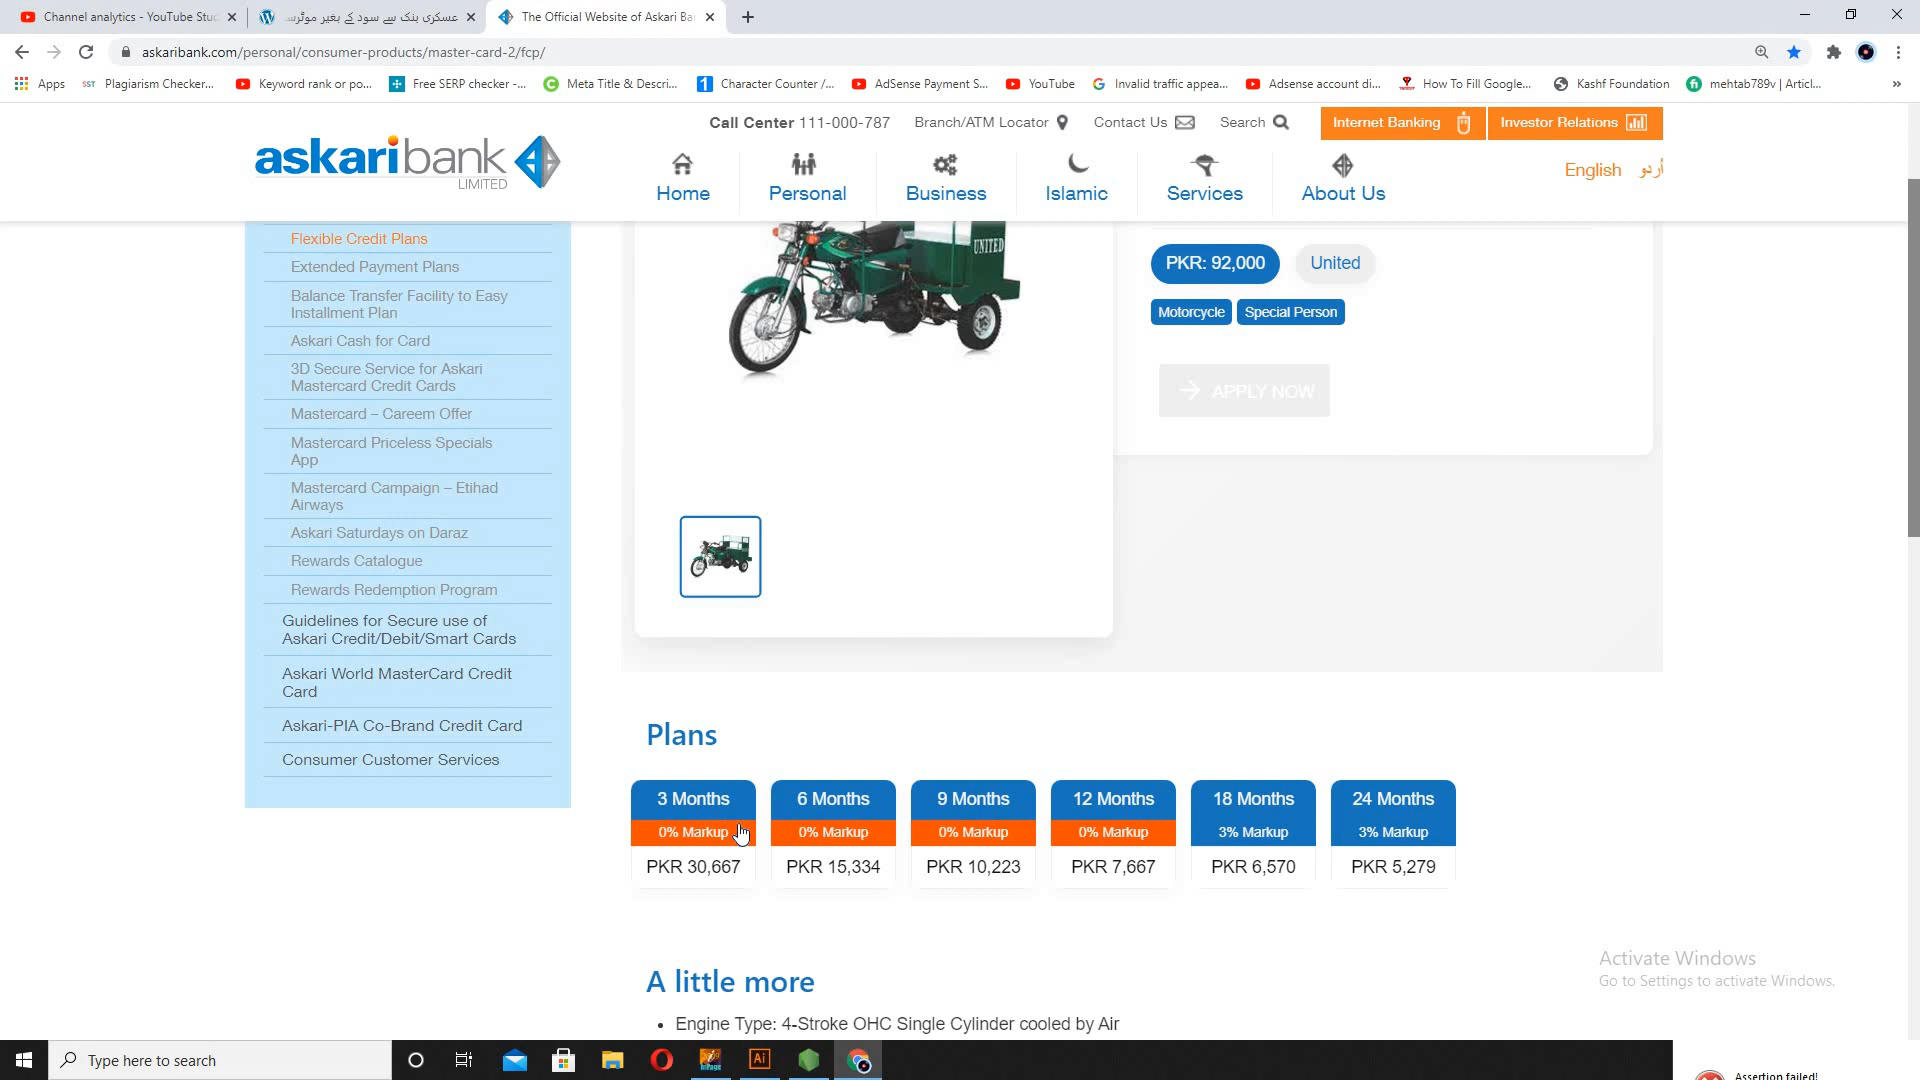 Channel analytics - YouTube Stu
عسکری بنک سے سود کے بغیر موٹرسـ
The Official Website of Askari Ba
askaribank.com/personal/consumer-products/master-card-2/fcp/
Apps
SST Plagiarism Checker...
Keyword rank or po...
Free SERP checker -...
Meta Title & Descri...
Character Counter /...
AdSense Payment S...
YouTube
Invalid traffic appea...
Adsense account di...
How To Fill Google...
Kashf Foundation
mehtab789v | Articl...
»
Call Center 111-000-787
Branch/ATM Locator
Contact Us
Search
Internet Banking
Investor Relations
askaribank
LIMITED
Home
Personal
Business
Islamic
Services
About Us
English
اُردو
Flexible Credit Plans
Extended Payment Plans
Balance Transfer Facility to Easy
Installment Plan
Askari Cash for Card
3D Secure Service for Askari
Mastercard Credit Cards
Mastercard – Careem Offer
Mastercard Priceless Specials
App
Mastercard Campaign – Etihad
Airways
Askari Saturdays on Daraz
Rewards Catalogue
Rewards Redemption Program
Guidelines for Secure use of
Askari Credit/Debit/Smart Cards
Askari World MasterCard Credit
Card
Askari-PIA Co-Brand Credit Card
Consumer Customer Services
UNITED
PKR: 92,000
United
Motorcycle
Special Person
APPLY NOW
Plans
3 Months
0% Markup
PKR 30,667
6 Months
0% Markup
PKR 15,334
9 Months
0% Markup
PKR 10,223
12 Months
0% Markup
PKR 7,667
18 Months
3% Markup
PKR 6,570
24 Months
3% Markup
PKR 5,279
A little more
• Engine Type: 4-Stroke OHC Single Cylinder cooled by Air
Activate Windows
Go to Settings to activate Windows.
Type here to search
InPage
Ai
Assertion failed!